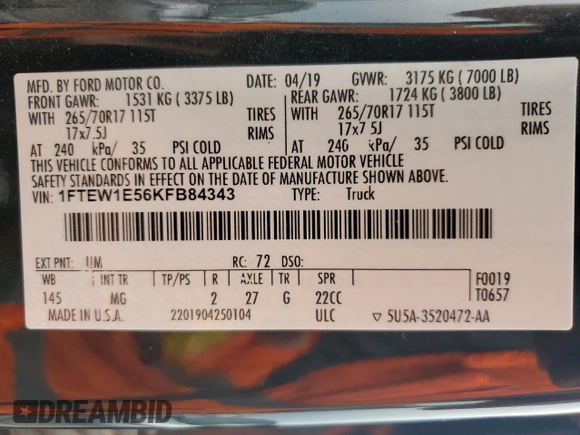 MFD. BY FORD MOTOR CO. DATE: 04/19 GVWR: 3175 KG ( 7000 LB)
FRONT GAWR: 1531 KG ( 3375 LB) REAR GAWR: 1724 KG ( 3800 LB)
WITH 265/70R17 115T TIRES WITH 265/70R17 115T TIRES
17x7.5J RIMS 17x7.5J RIMS
AT 240 kPa/ 35 PSI COLD AT 240 kPa/ 35 PSI COLD
THIS VEHICLE CONFORMS TO ALL APPLICABLE FEDERAL MOTOR VEHICLE
SAFETY STANDARDS IN EFFECT ON THE DATE OF MANUFACTURE SHOWN ABOVE.
VIN: 1FTEW1E56KFB84343 TYPE: Truck
EXT PNT: UM RC: 72 DSO:
WB INT TR TP/PS R AXLE TR SPR F0019
145 MG 2 27 G 22CC T0657
MADE IN U.S.A. 2201904250104 ULC ▽ 5U5A-3520472-AA
DREAMBID